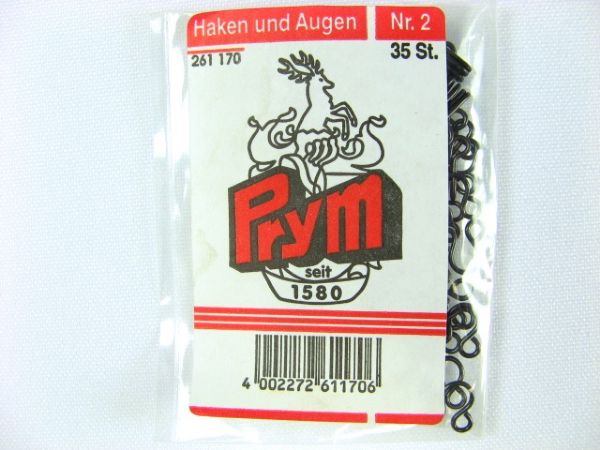 Haken und Augen Nr. 2
261 170 35 St.
Prym
seit
1580
4 002272 611706